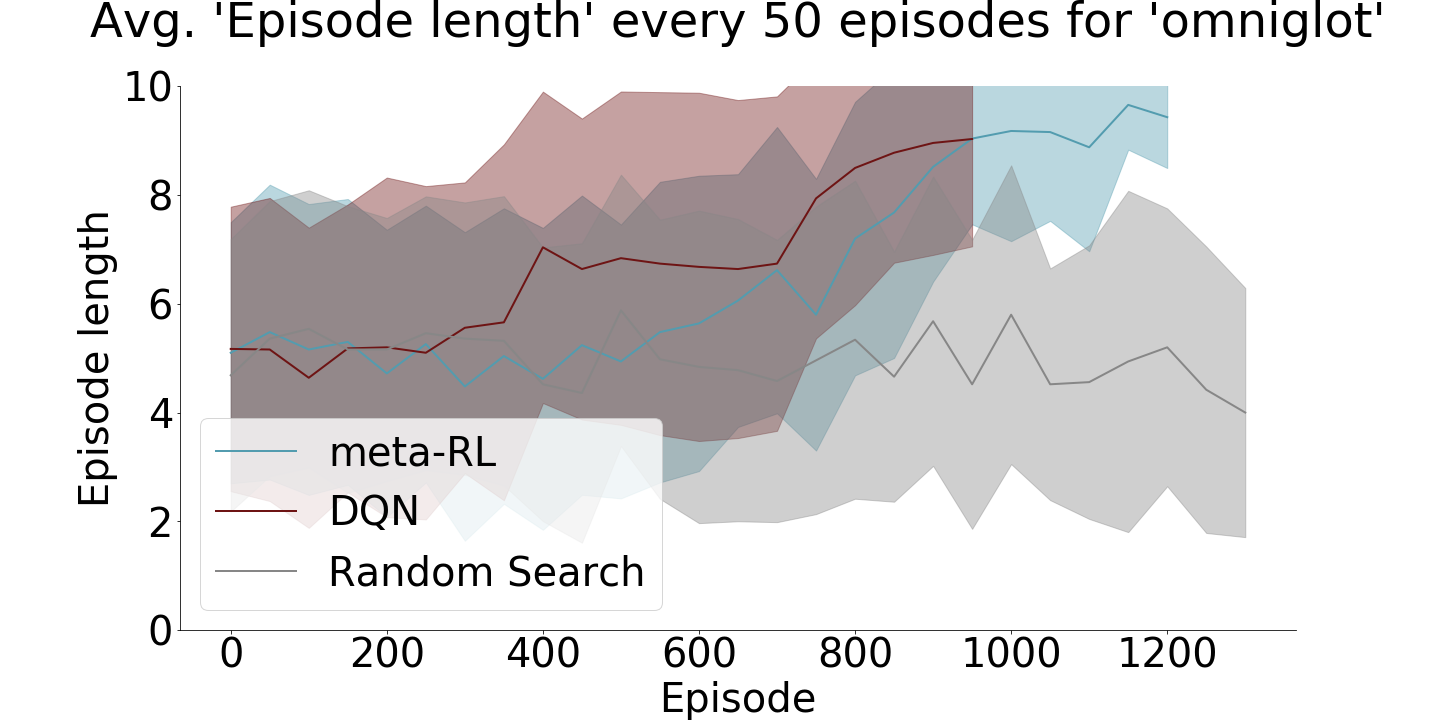 Avg. 'Episode length' every 50 episodes for 'omniglot'
10
8
6
4
2
0
Episode length
meta-RL
DQN
Random Search
0 200 400 600 800 1000 1200
Episode